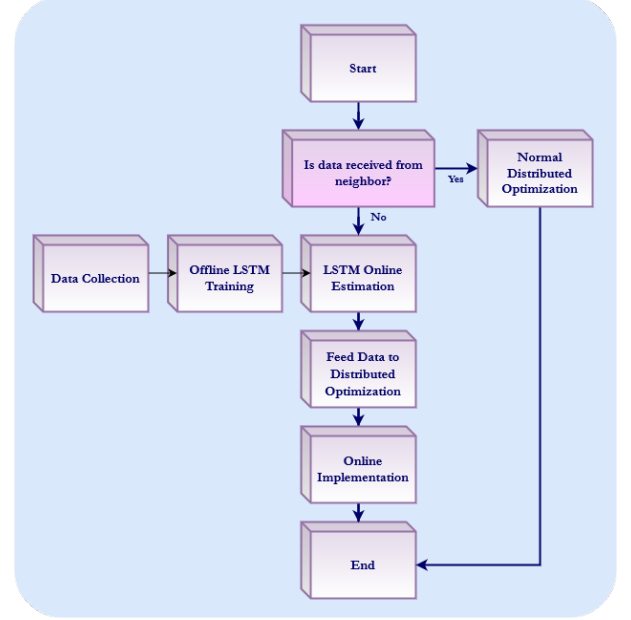 Start
Is data received from
neighbor?
Yes
Normal
Distributed
Optimization
No
Data Collection
Offline LSTM
Training
LSTM Online
Estimation
Feed Data to
Distributed
Optimization
Online
Implementation
End